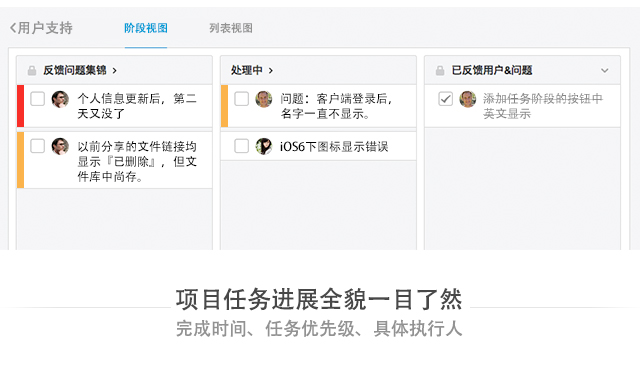 用户支持
阶段视图
列表视图
反馈问题集锦
个人信息更新后，第二
天又没了
以前分享的文件链接均
显示『已删除』，但文
件库中尚存。
处理中
问题：客户端登录后，
名字一直不显示。
iOS6下图标显示错误
已反馈用户&问题
添加任务阶段的按钮中
英文显示
项目任务进展全貌一目了然
完成时间、任务优先级、具体执行人